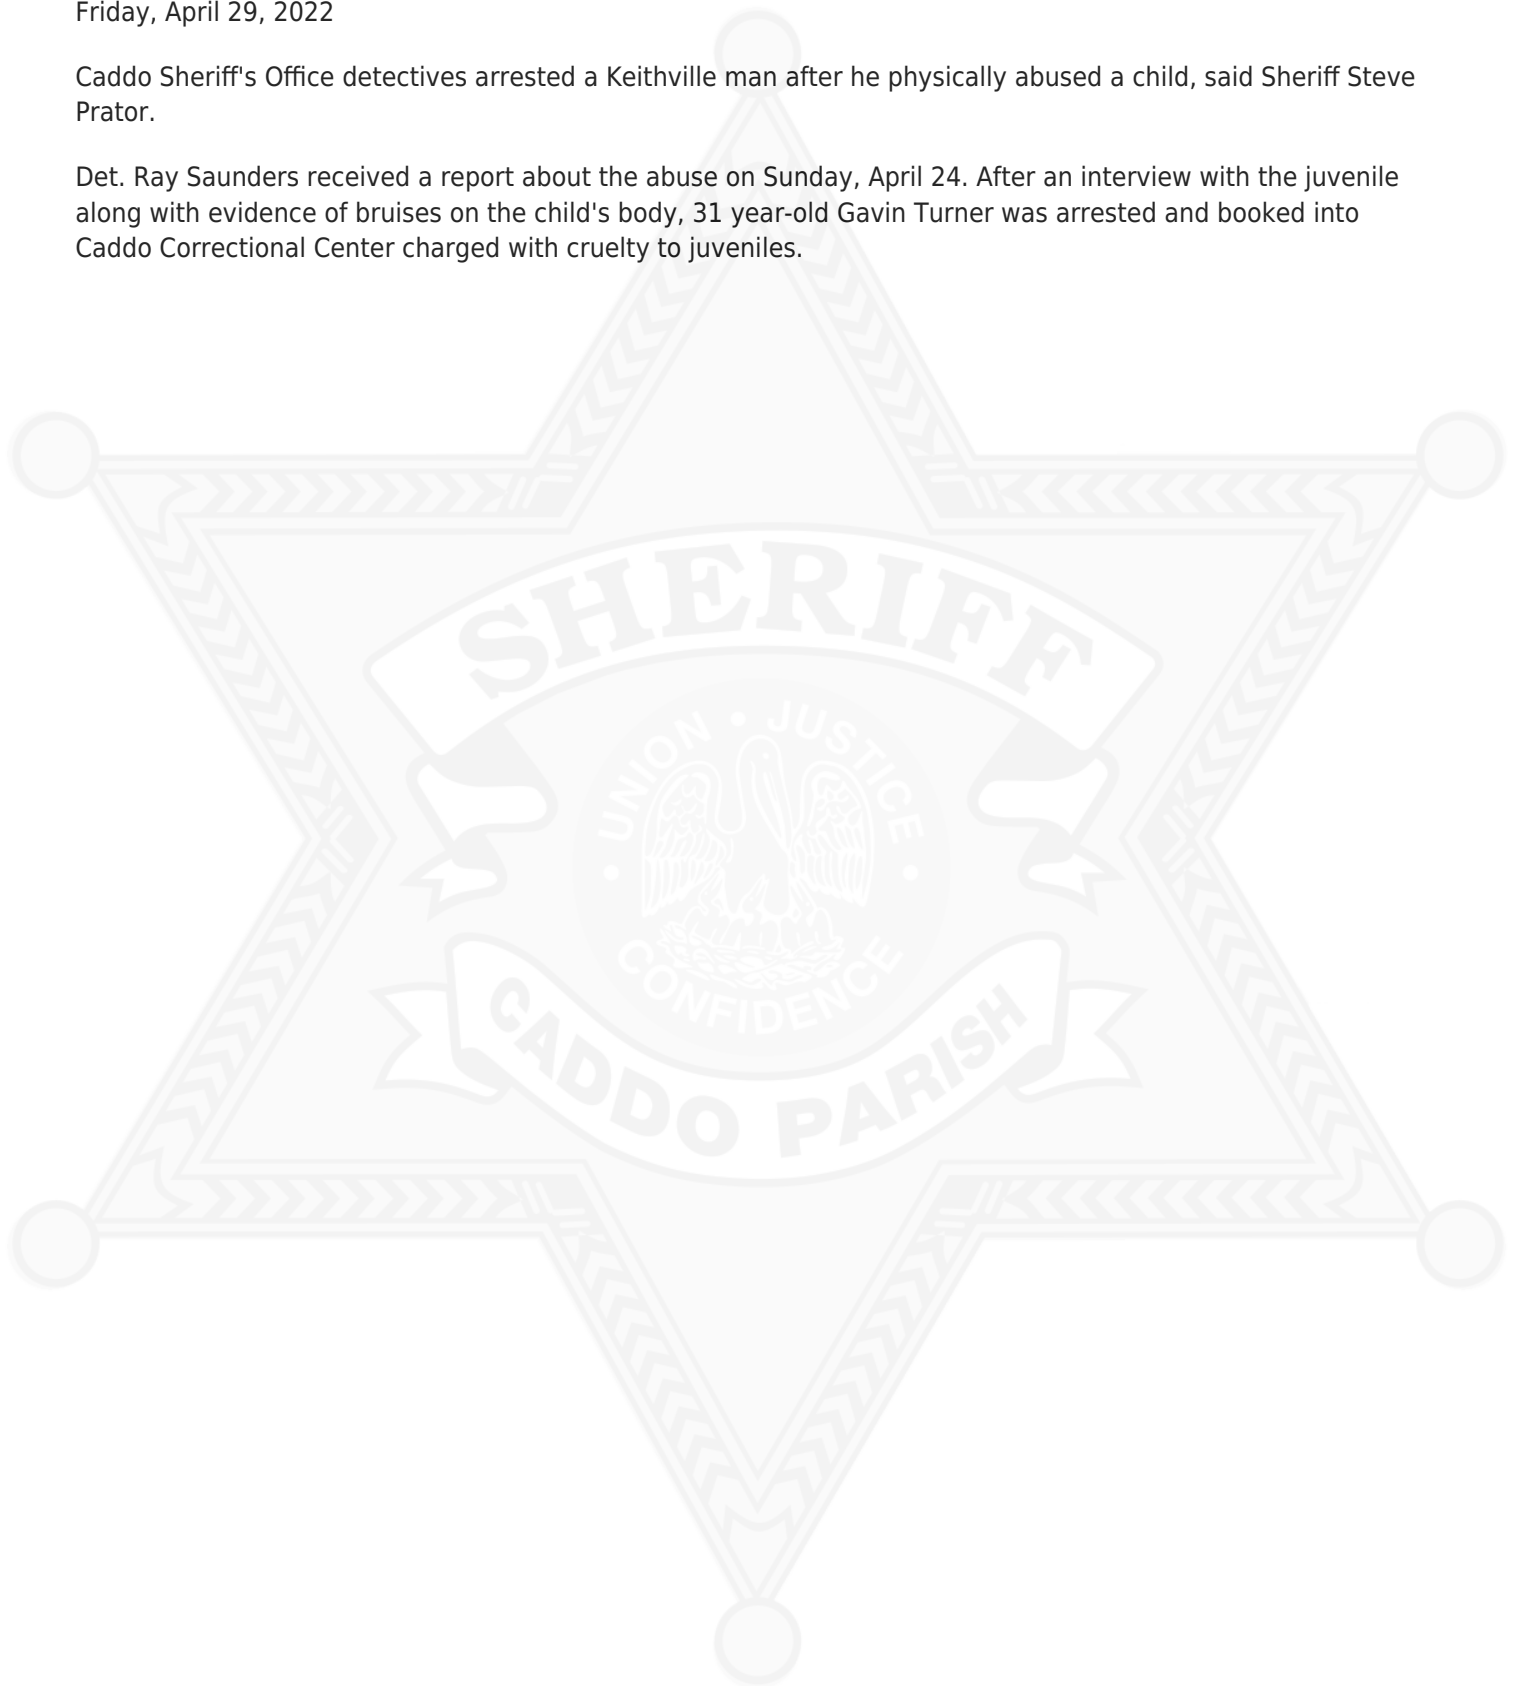 Friday, April 29, 2022
Caddo Sheriff's Office detectives arrested a Keithville man after he physically abused a child, said Sheriff Steve
Prator.
Det. Ray Saunders received a report about the abuse on Sunday, April 24. After an interview with the juvenile
along with evidence of bruises on the child's body, 31 year-old Gavin Turner was arrested and booked into
Caddo Correctional Center charged with cruelty to juveniles.
SHERIFF
UNION • JUSTICE
• CONFIDENCE •
CADDO PARISH